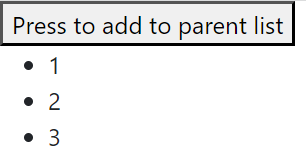 Press to add to parent list
• 1
• 2
• 3